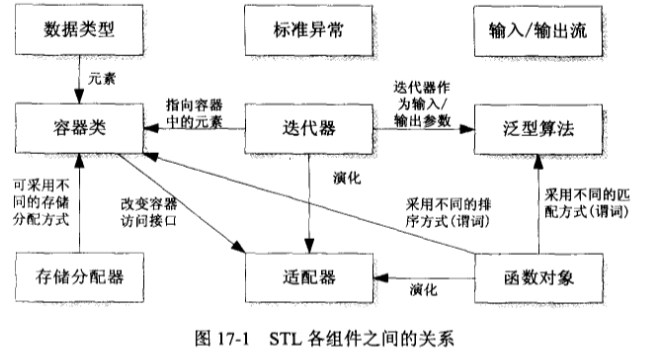 数据类型
标准异常
输入/输出流
元素
指向容器
中的元素
迭代器作
为输入/
输出参数
容器类
迭代器
泛型算法
可采用不
同的存储
分配方式
改变容器
访问接口
演化
采用不同的排
序方式(谓词)
采用不同的匹
配方式(谓词)
存储分配器
适配器
演化
函数对象
图 17-1 STL 各组件之间的关系